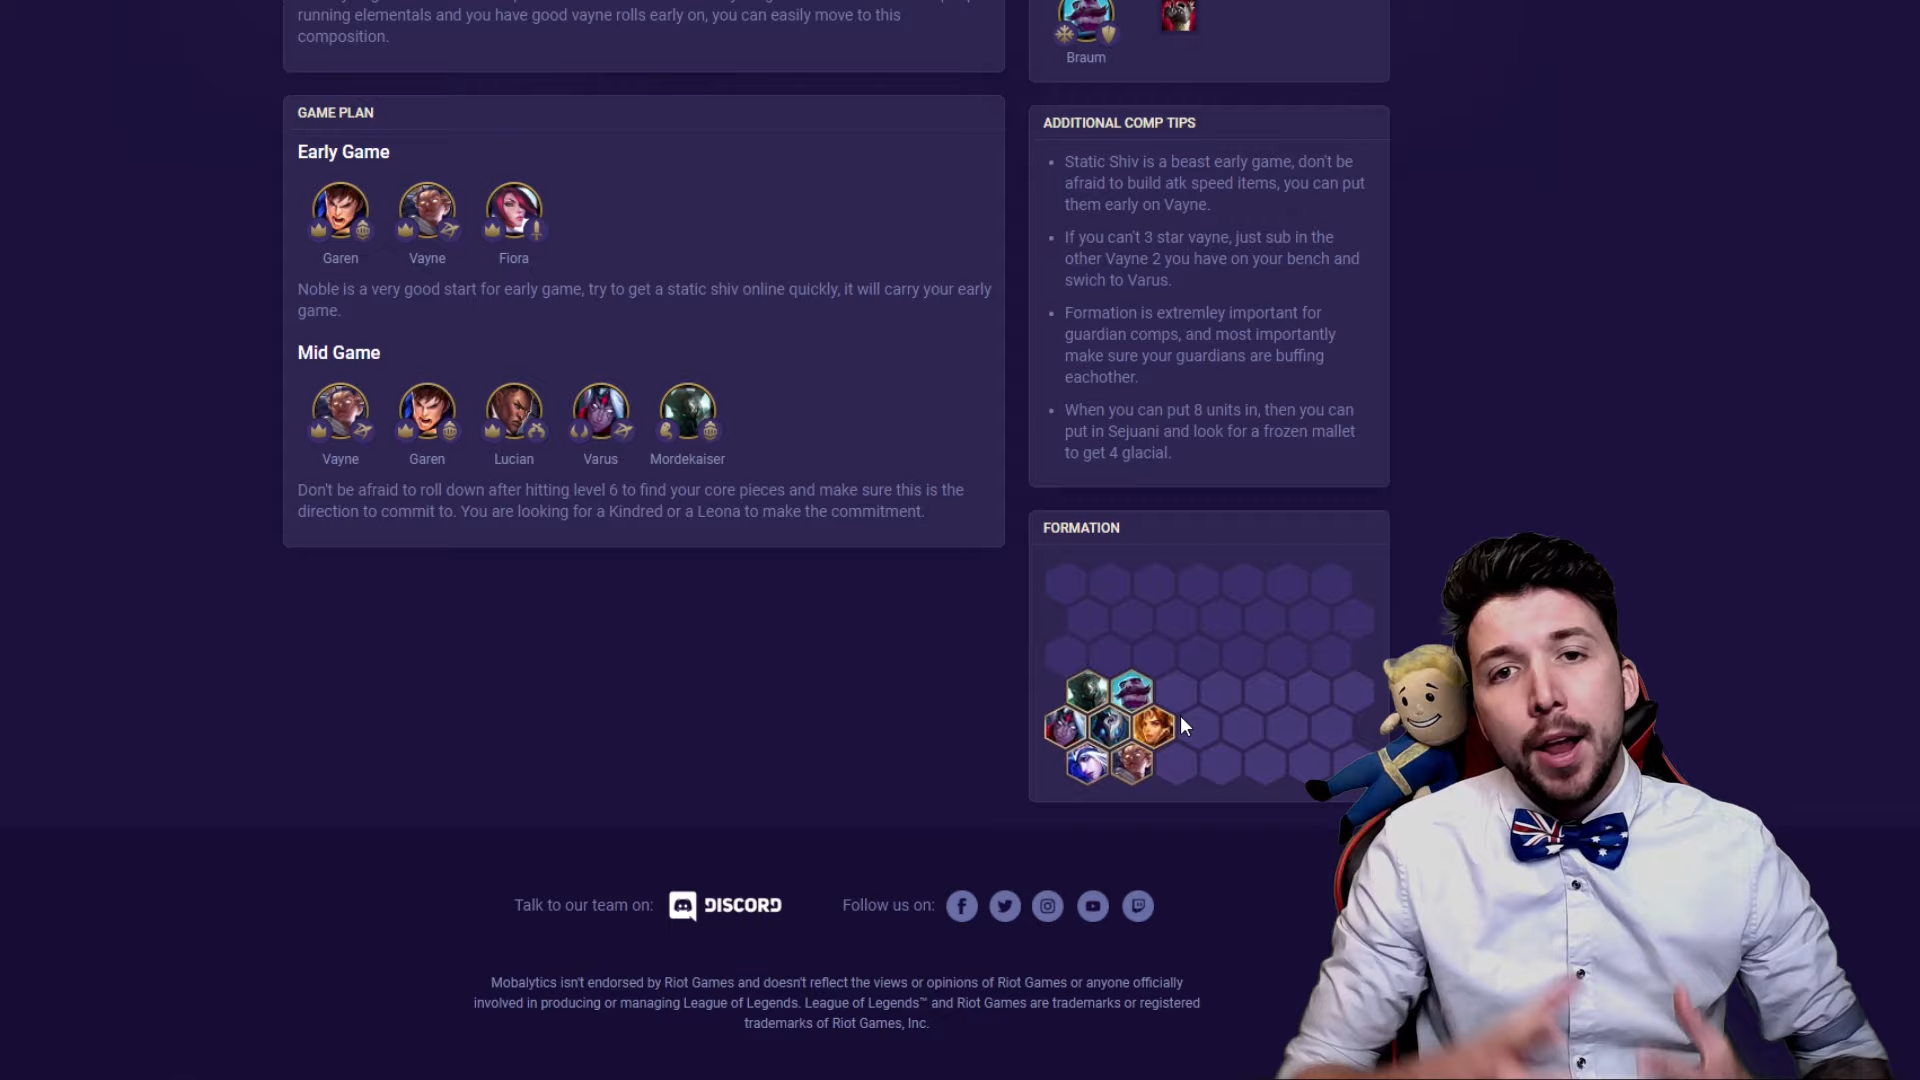 running elementals and you have good vayne rolls early on, you can easily move to this
composition.
Braum
GAME PLAN
Early Game
Garen
Vayne
Fiora
Noble is a very good start for early game, try to get a static shiv online quickly, it will carry your early
game.
Mid Game
Vayne
Garen
Lucian
Varus
Mordekaiser
Don't be afraid to roll down after hitting level 6 to find your core pieces and make sure this is the
direction to commit to. You are looking for a Kindred or a Leona to make the commitment.
ADDITIONAL COMP TIPS
• Static Shiv is a beast early game, don't be
afraid to build atk speed items, you can put
them early on Vayne.
• If you can't 3 star vayne, just sub in the
other Vayne 2 you have on your bench and
swich to Varus.
• Formation is extremley important for
guardian comps, and most importantly
make sure your guardians are buffing
eachother.
• When you can put 8 units in, then you can
put in Sejuani and look for a frozen mallet
to get 4 glacial.
FORMATION
Talk to our team on: DISCORD
Follow us on:
Mobalytics isn't endorsed by Riot Games and doesn't reflect the views or opinions of Riot Games or anyone officially
involved in producing or managing League of Legends. League of Legends™ and Riot Games are trademarks or registered
trademarks of Riot Games, Inc.